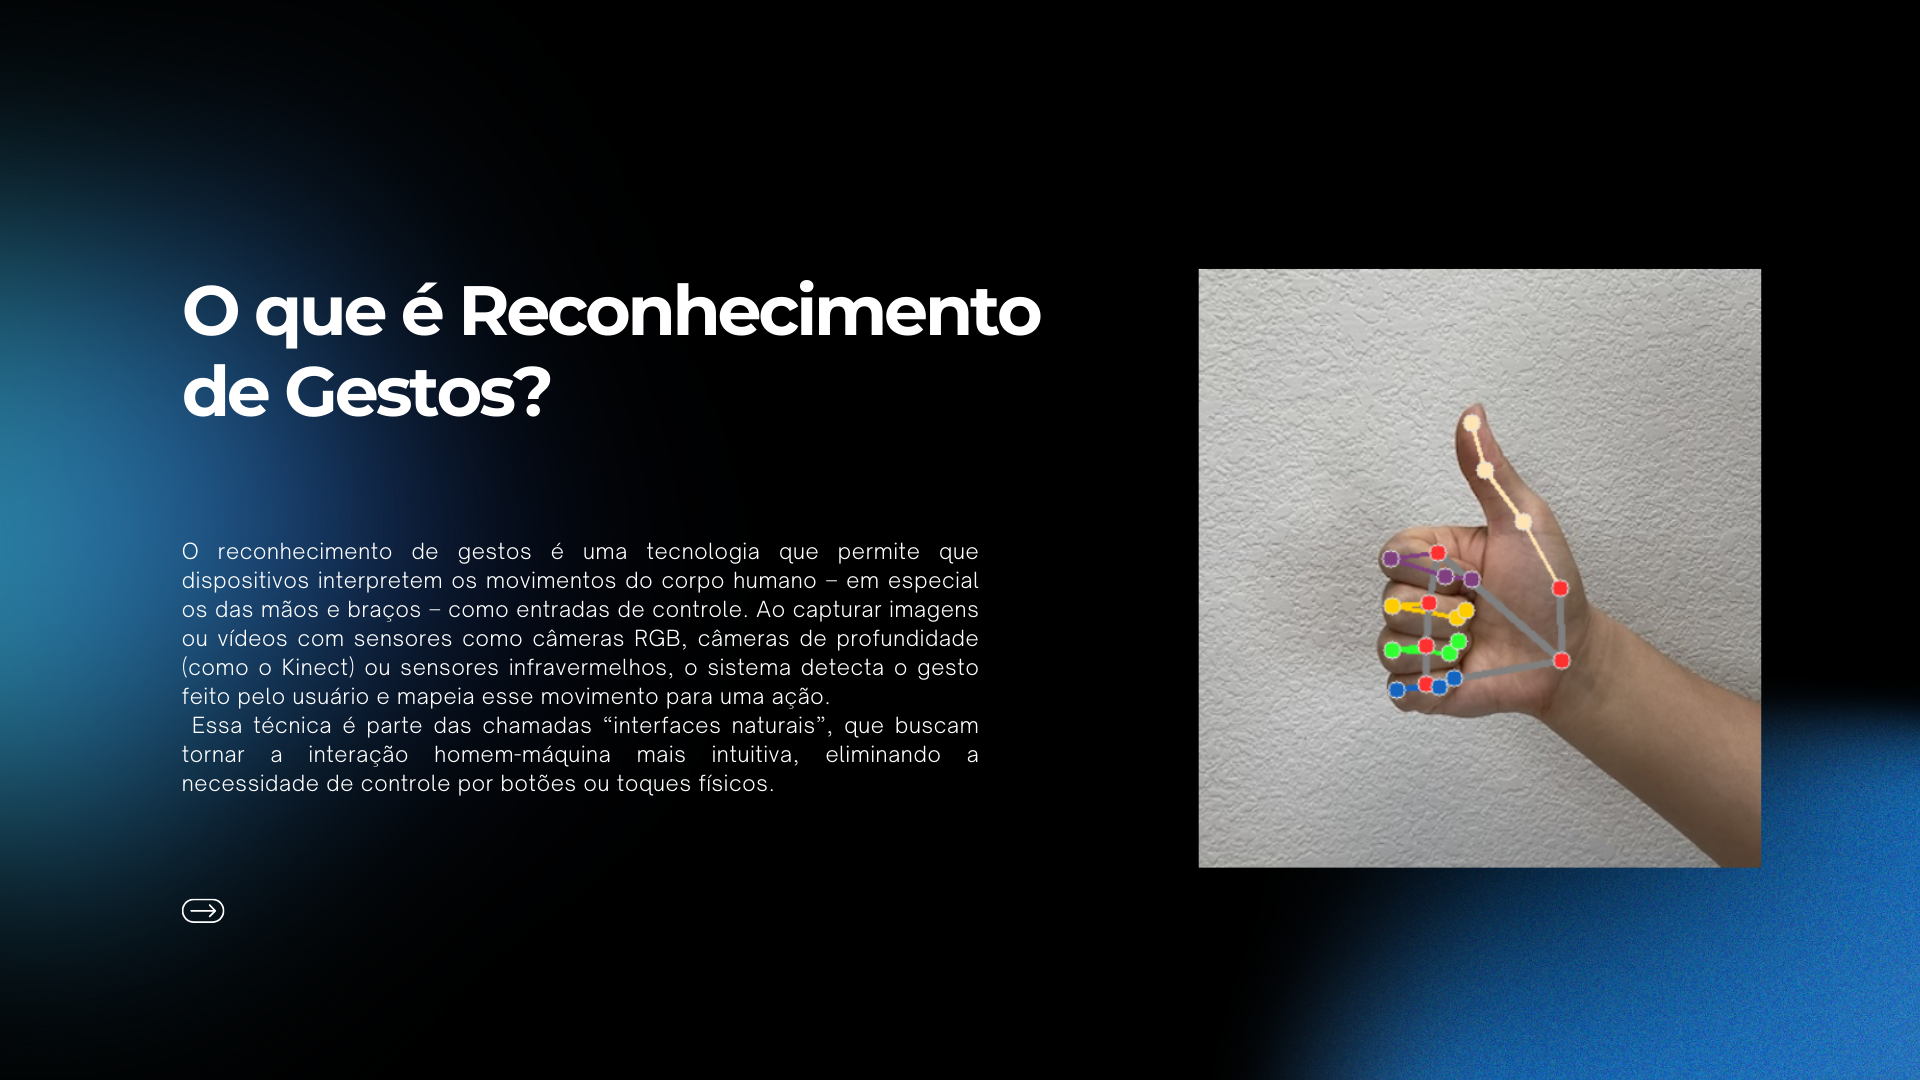 O que é Reconhecimento
de Gestos?
O reconhecimento de gestos é uma tecnologia que permite que
dispositivos interpretem os movimentos do corpo humano – em especial
os das mãos e braços – como entradas de controle. Ao capturar imagens
ou vídeos com sensores como câmeras RGB, câmeras de profundidade
(como o Kinect) ou sensores infravermelhos, o sistema detecta o gesto
feito pelo usuário e mapeia esse movimento para uma ação.
Essa técnica é parte das chamadas “interfaces naturais”, que buscam
tornar a interação homem-máquina mais intuitiva, eliminando a
necessidade de controle por botões ou toques físicos.